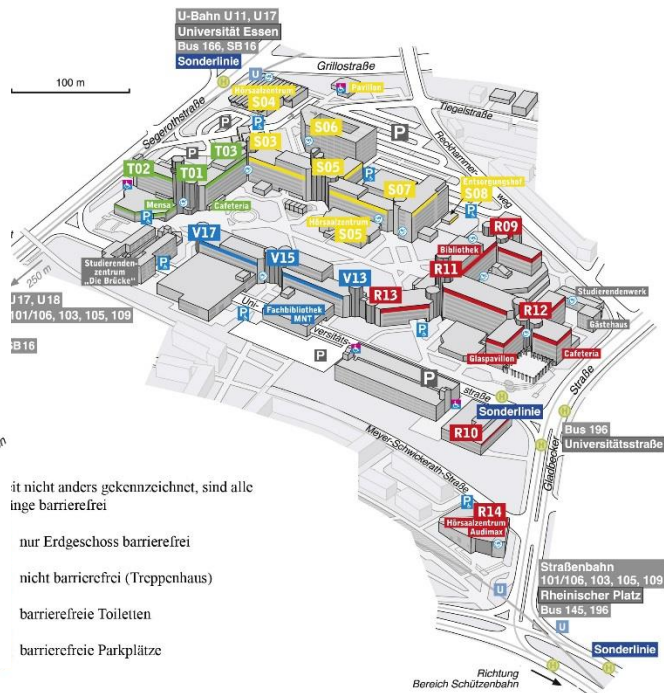 U-Bahn U11, U17
Universität Essen
Bus 166, SB16
Sonderlinie
H
U
100 m
Grillostraße
Segerothstraße
Hörsaalzentrum
S04
Pavillon
Tiegelstraße
Reckhammerweg
P
P
P
P
S03
S06
T03
T02
T01
S05
S07
Entsorgungshof
S08
Mensa
Cafeteria
Hörsaalzentrum
S05
R09
Bibliothek
V17
R11
Studierenden-
zentrum
„Die Brücke"
V15
V13
R13
250 m
Studierendenwerk
U17, U18
101/106, 103, 105, 109
SB16
Fachbibliothek
MNT
R12
Gästehaus
Universitätsstraße
P
P
P
Glaspavillon
Cafeteria
P
P
H
Sonderlinie
H
H
R10
Bus 196
Universitätsstraße
Gladbecker Straße
Meyer-Schwickerath-Straße
eit nicht anders gekennzeichnet, sind alle
inge barrierefrei
nur Erdgeschoss barrierefrei
nicht barrierefrei (Treppenhaus)
barrierefreie Toiletten
barrierefreie Parkplätze
P
R14
Hörsaalzentrum
Audimax
Straßenbahn
101/106, 103, 105, 109
Rheinischer Platz
Bus 145, 196
U
U
Sonderlinie
H
H
Richtung
Bereich Schützenbahn